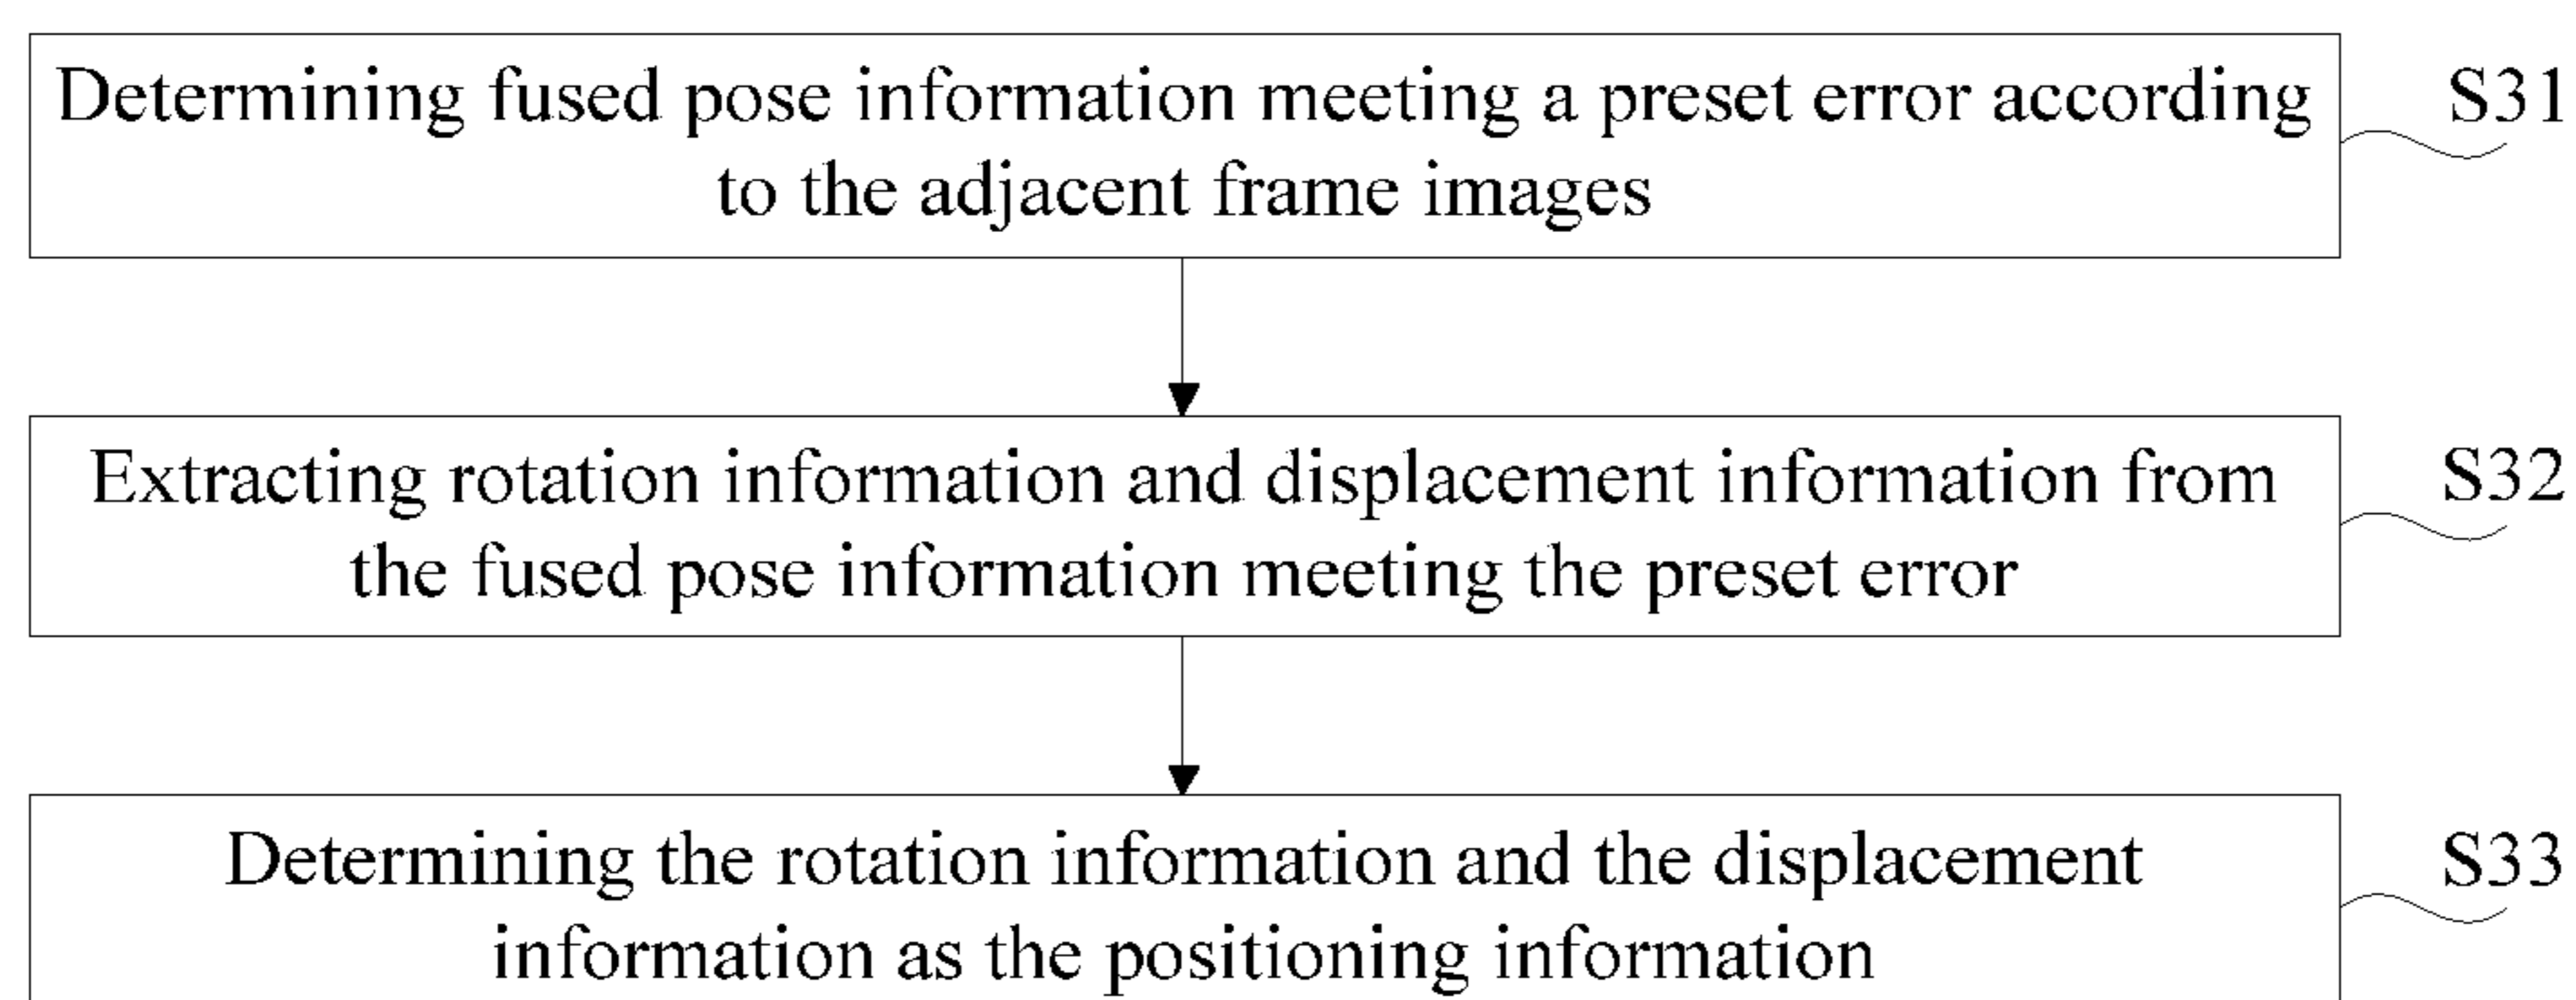 Determining fused pose information meeting a preset error according
to the adjacent frame images
S31
Extracting rotation information and displacement information from
the fused pose information meeting the preset error
S32
Determining the rotation information and the displacement
information as the positioning information
S33